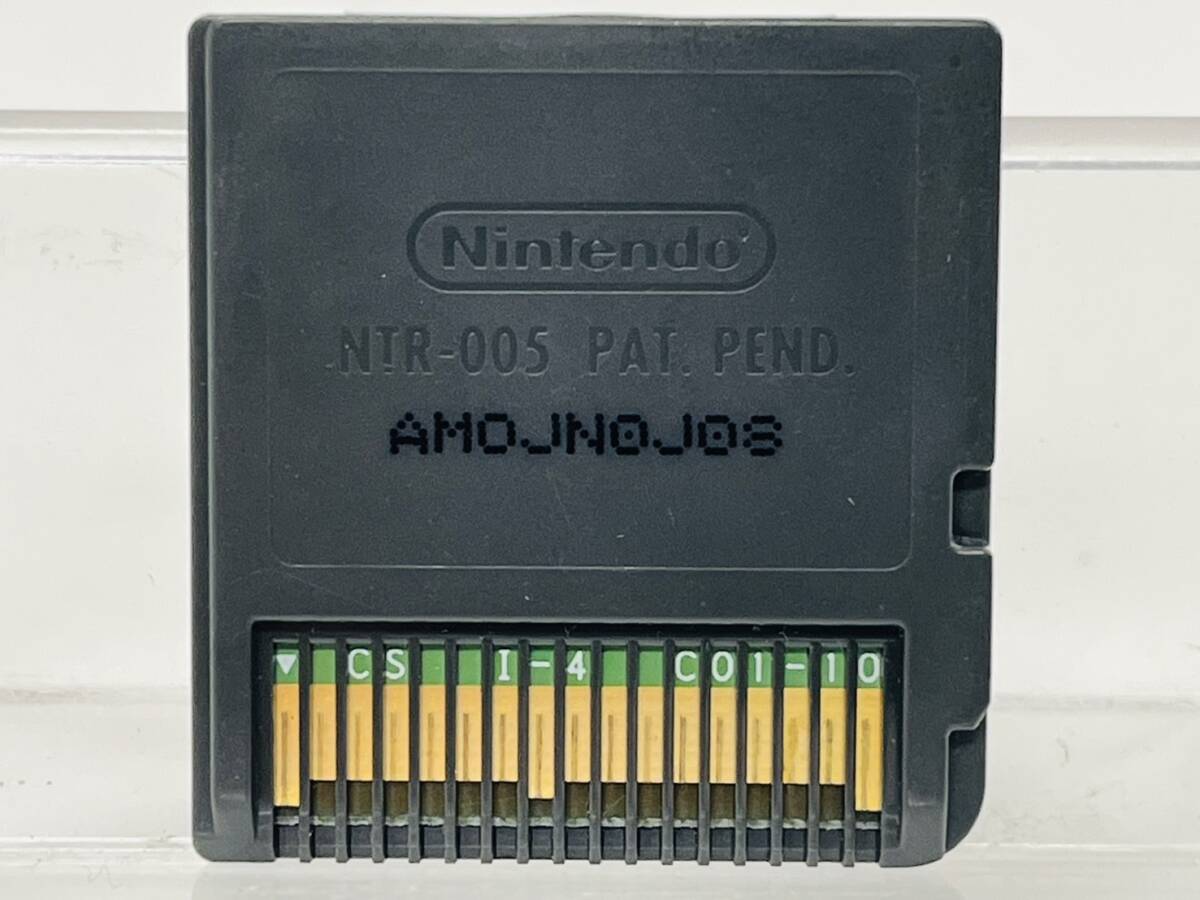 Nintendo
NTR-005 PAT. PEND.
AMOJN0J08
▼ CS I-4 C01-10